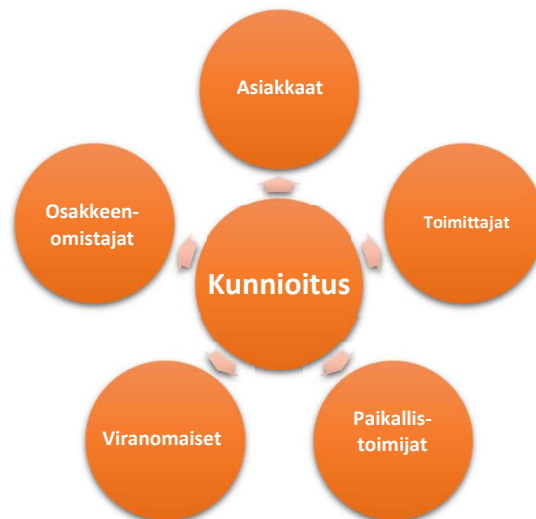 Asiakkaat
Osakkeen-
omistajat
Toimittajat
Kunnioitus
Viranomaiset
Paikallis-
toimijat